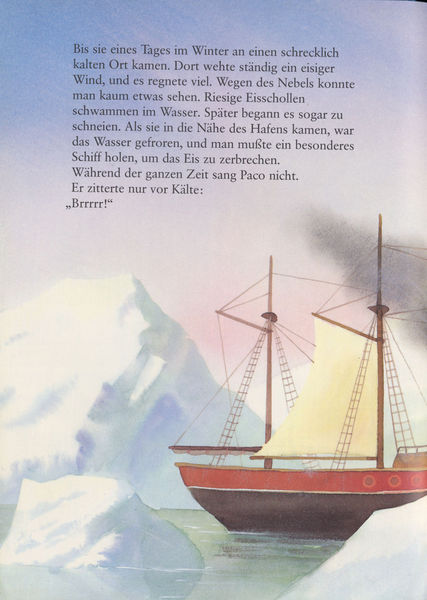 Bis sie eines Tages im Winter an einen schrecklich
kalten Ort kamen. Dort wehte ständig ein eisiger
Wind, und es regnete viel. Wegen des Nebels konnte
man kaum etwas sehen. Riesige Eisschollen
schwammen im Wasser. Später begann es sogar zu
schneien. Als sie in die Nähe des Hafens kamen, war
das Wasser gefroren, und man mußte ein besonderes
Schiff holen, um das Eis zu zerbrechen.
Während der ganzen Zeit sang Paco nicht.
Er zitterte nur vor Kälte:
„Brrrrr!“